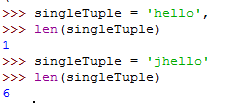 >>> singleTuple = 'hello',
>>> len(singleTuple)
1
>>> singleTuple = 'jhello'
>>> len(singleTuple)
6